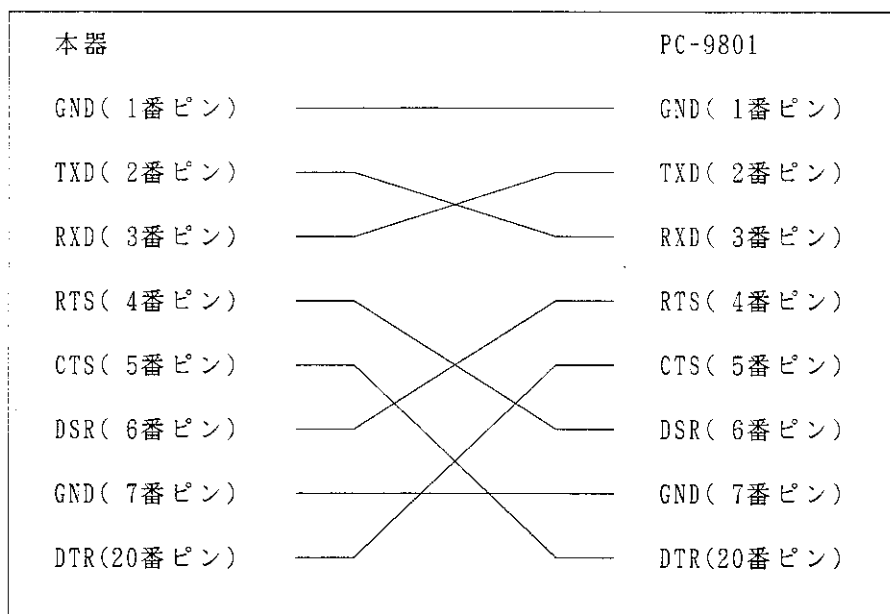 本器 PC-9801
GND( 1番ピン) GND( 1番ピン)
TXD( 2番ピン) TXD( 2番ピン)
RXD( 3番ピン) RXD( 3番ピン)
RTS( 4番ピン) RTS( 4番ピン)
CTS( 5番ピン) CTS( 5番ピン)
DSR( 6番ピン) DSR( 6番ピン)
GND( 7番ピン) GND( 7番ピン)
DTR(20番ピン) DTR(20番ピン)